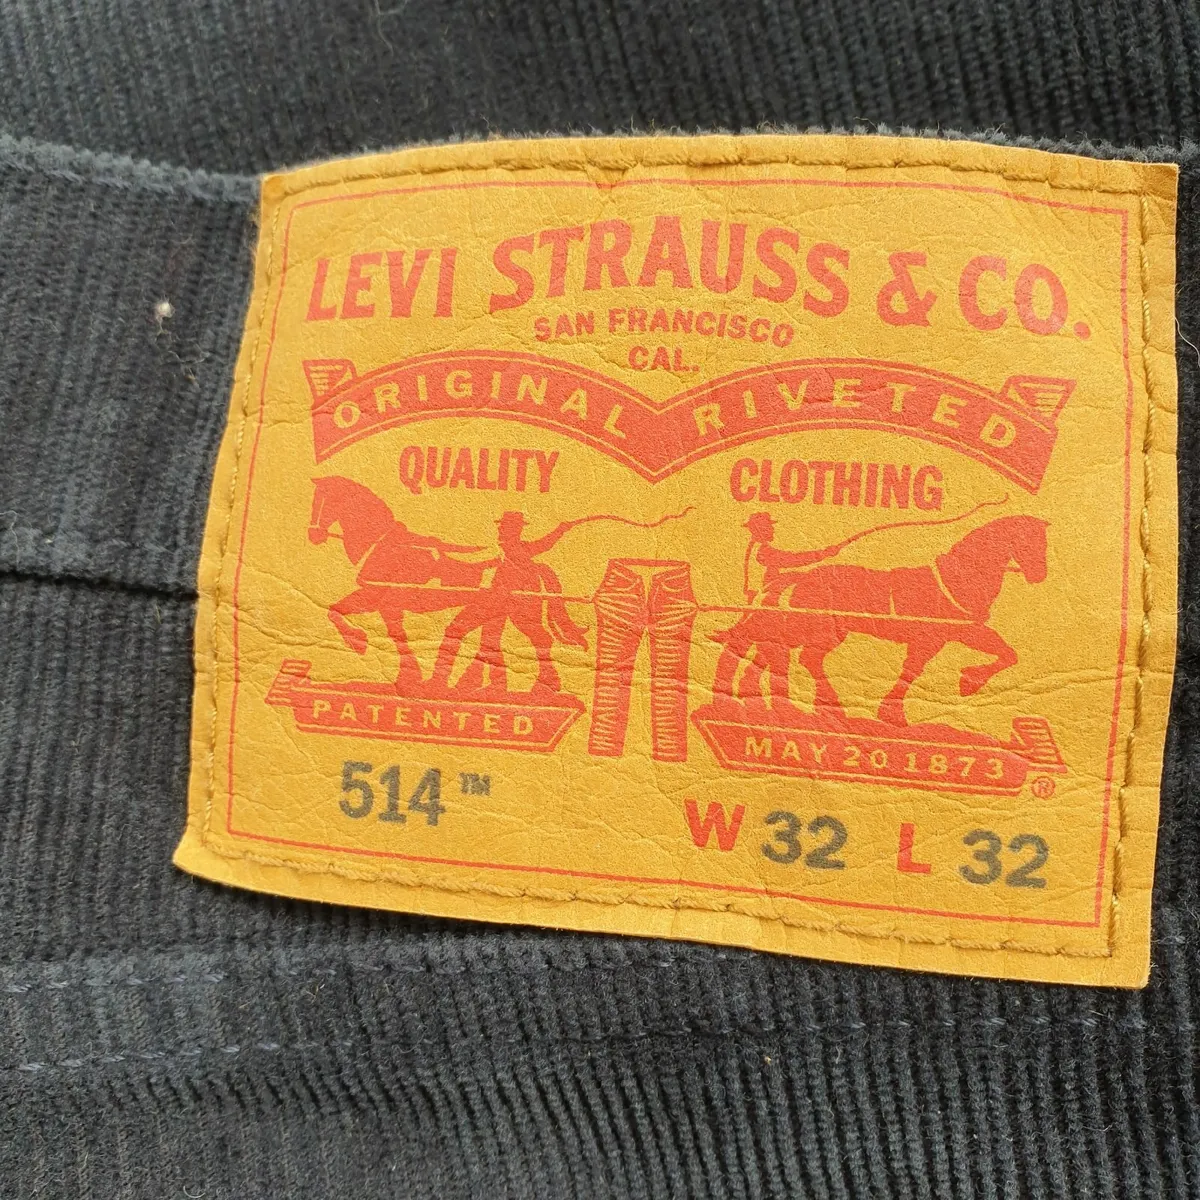 LEVI STRAUSS & CO.
SAN FRANCISCO
CAL.
ORIGINAL RIVETED
QUALITY CLOTHING
PATENTED MAY 20 1873 ®
514™ W 32 L 32